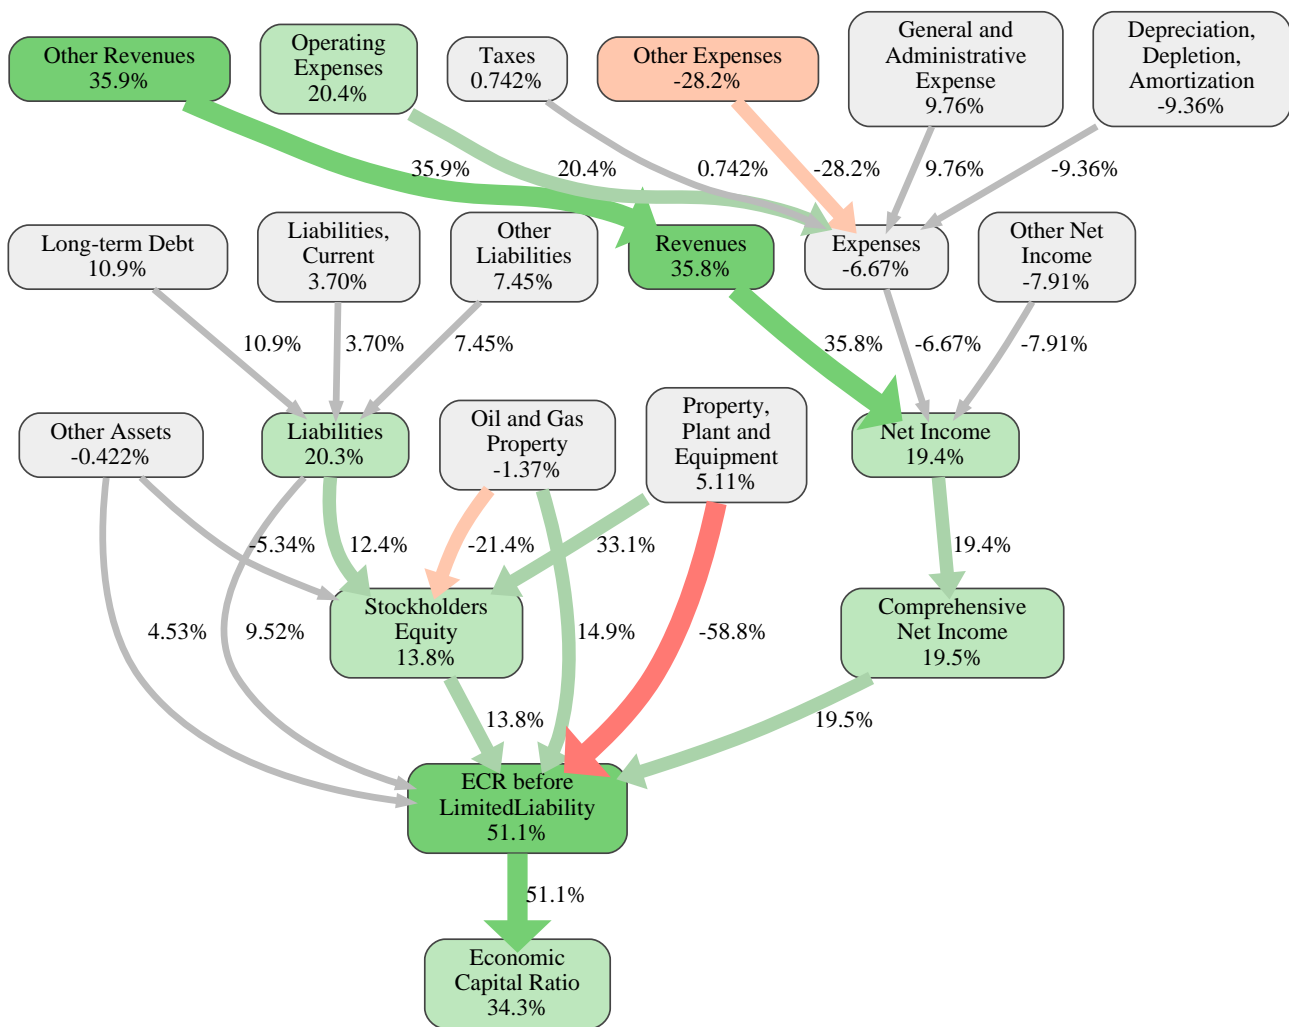 Other Revenues
35.9%
Operating
Expenses
20.4%
Taxes
0.742%
Other Expenses
-28.2%
General and
Administrative
Expense
9.76%
Depreciation,
Depletion,
Amortization
-9.36%
35.9%
20.4%
0.742%
-28.2%
9.76%
-9.36%
Long-term Debt
10.9%
Liabilities,
Current
3.70%
Other
Liabilities
7.45%
Revenues
35.8%
Expenses
-6.67%
Other Net
Income
-7.91%
10.9%
3.70%
7.45%
35.8%
-6.67%
-7.91%
Other Assets
-0.422%
Liabilities
20.3%
Oil and Gas
Property
-1.37%
Property,
Plant and
Equipment
5.11%
Net Income
19.4%
-5.34%
12.4%
-21.4%
33.1%
19.4%
Stockholders
Equity
13.8%
Comprehensive
Net Income
19.5%
4.53%
9.52%
14.9%
-58.8%
13.8%
19.5%
ECR before
LimitedLiability
51.1%
51.1%
Economic
Capital Ratio
34.3%